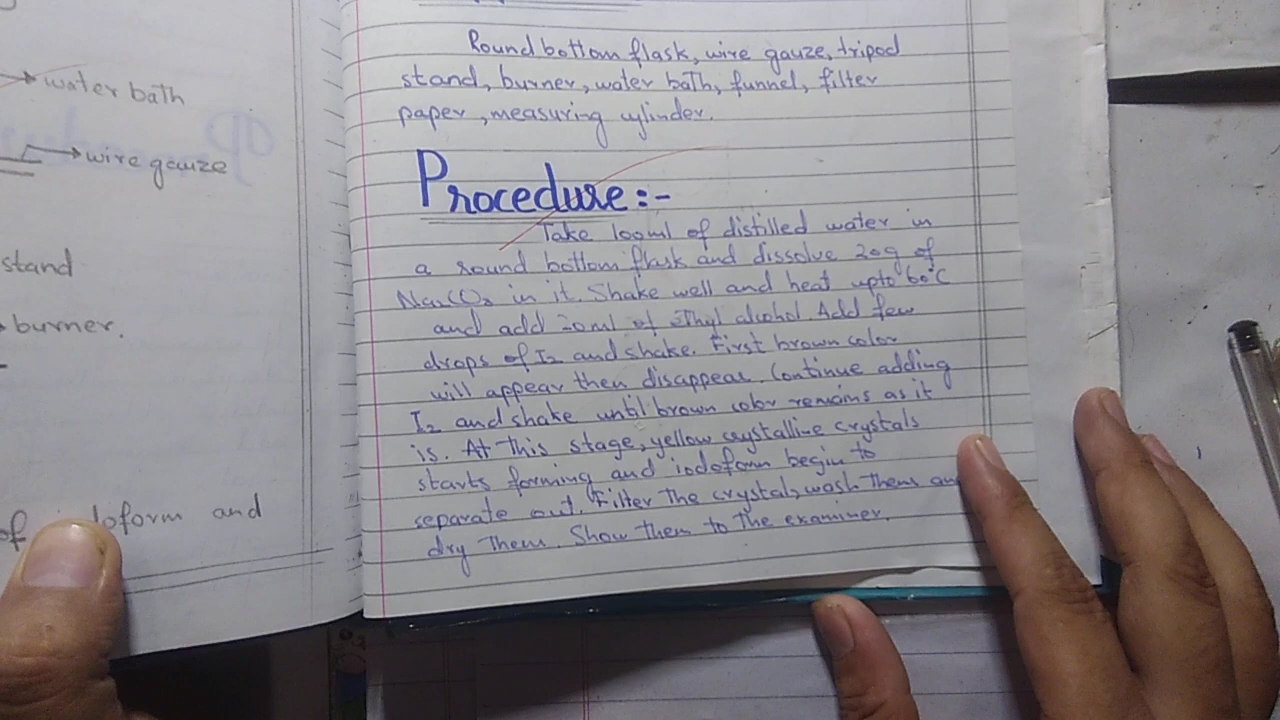 water bath
wire gauze
stand
burner.
of iodoform and
Round bottom flask, wire gauze, tripod
stand, burner, water bath, funnel, filter
paper, measuring cylinder.
Procedure:-
Take 100ml of distilled water in
a round bottom flask and dissolve 20g of
Na2CO3 in it. Shake well and heat upto 60°C
and add 20ml of ethyl alcohol. Add few
drops of I2 and shake. First brown color
will appear then disappear. Continue adding
I2 and shake until brown color remains as it
is. At this stage, yellow crystalline crystals
starts forming and iodoform begin to
separate out. Filter the crystals, wash them and
dry them. Show them to the examiner.